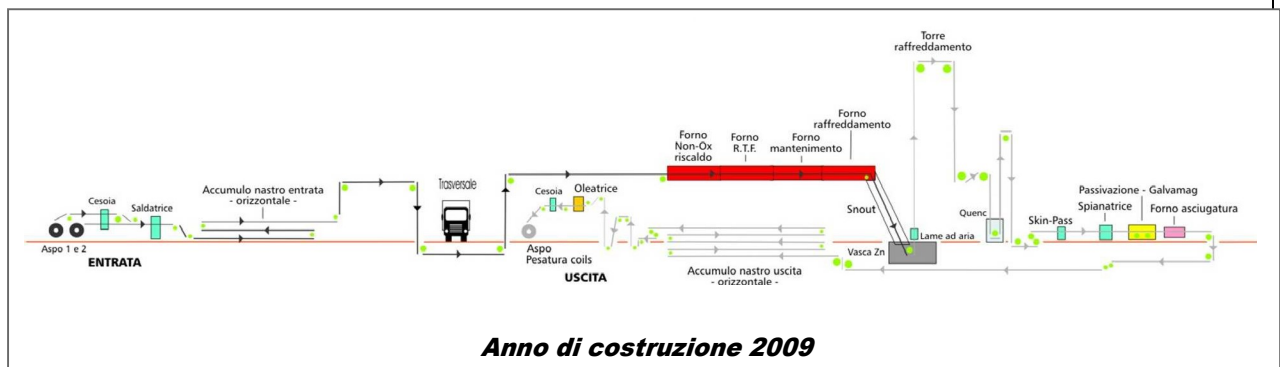 Torre
raffreddamento
Forno
raffreddamento
Forno
Non-Ox
riscaldo
Forno
R.T.F.
Forno
mantenimento
Trasversale
Accumulo nastro entrata
- orizzontale -
Cesoia
Saldatrice
Aspo 1 e 2
ENTRATA
Cesoia
Oleatrice
Aspo
Pesatura coils
USCITA
Accumulo nastro uscita
- orizzontale -
Snout
Vasca Zn
Lame ad aria
Quenc
Skin-Pass
Passivazione - Galvamag
Spianatrice
Forno asciugatura
Anno di costruzione 2009